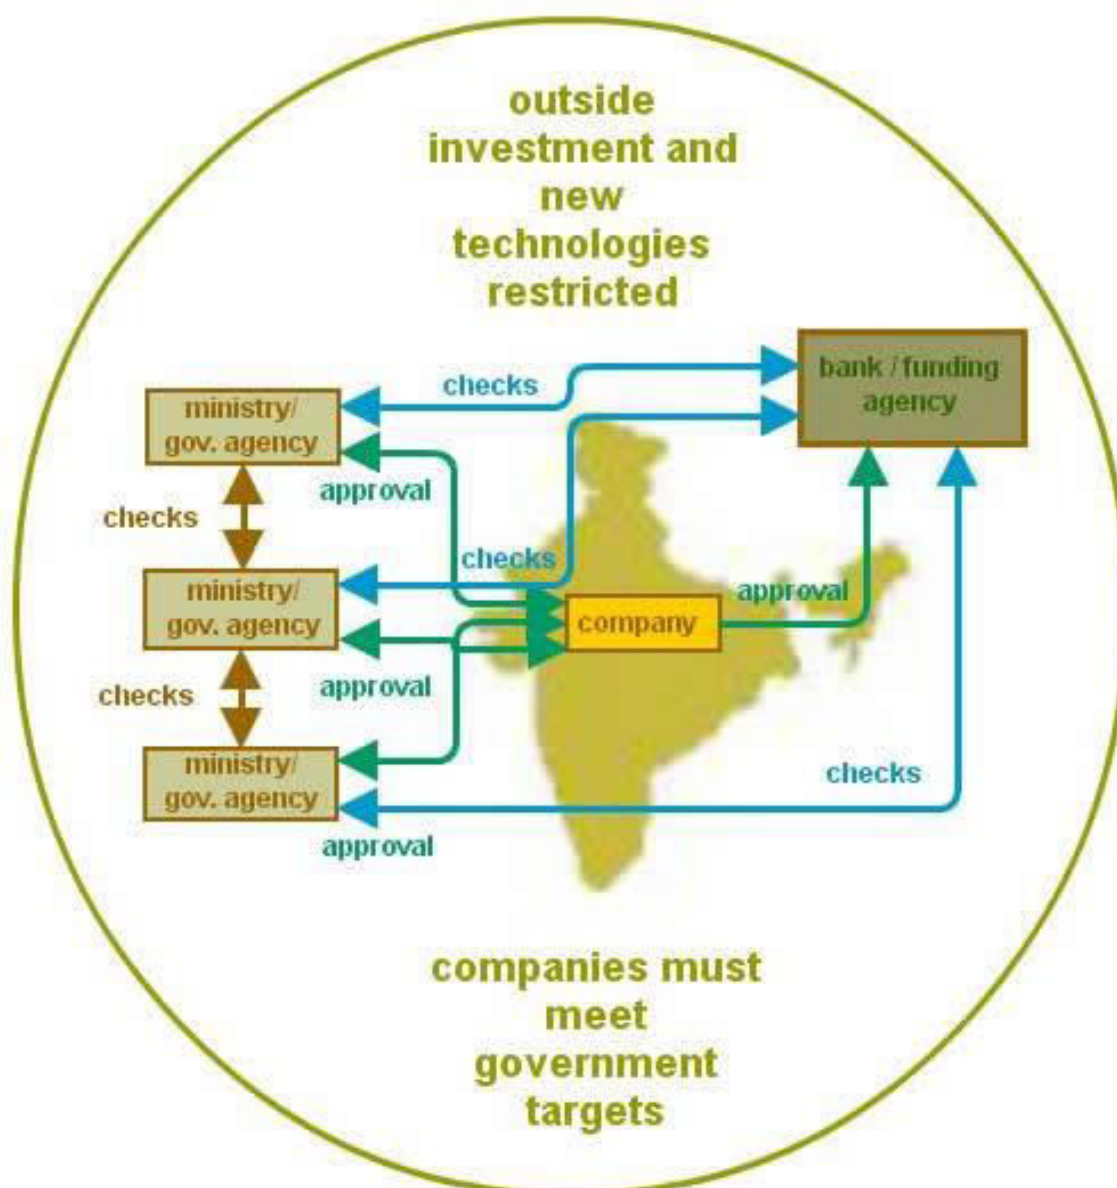 outside
investment and
new
technologies
restricted
checks
bank / funding
agency
ministry/
gov. agency
approval
checks
checks
ministry/
gov. agency
approval
company
checks
approval
ministry/
gov. agency
checks
approval
companies must
meet
government
targets